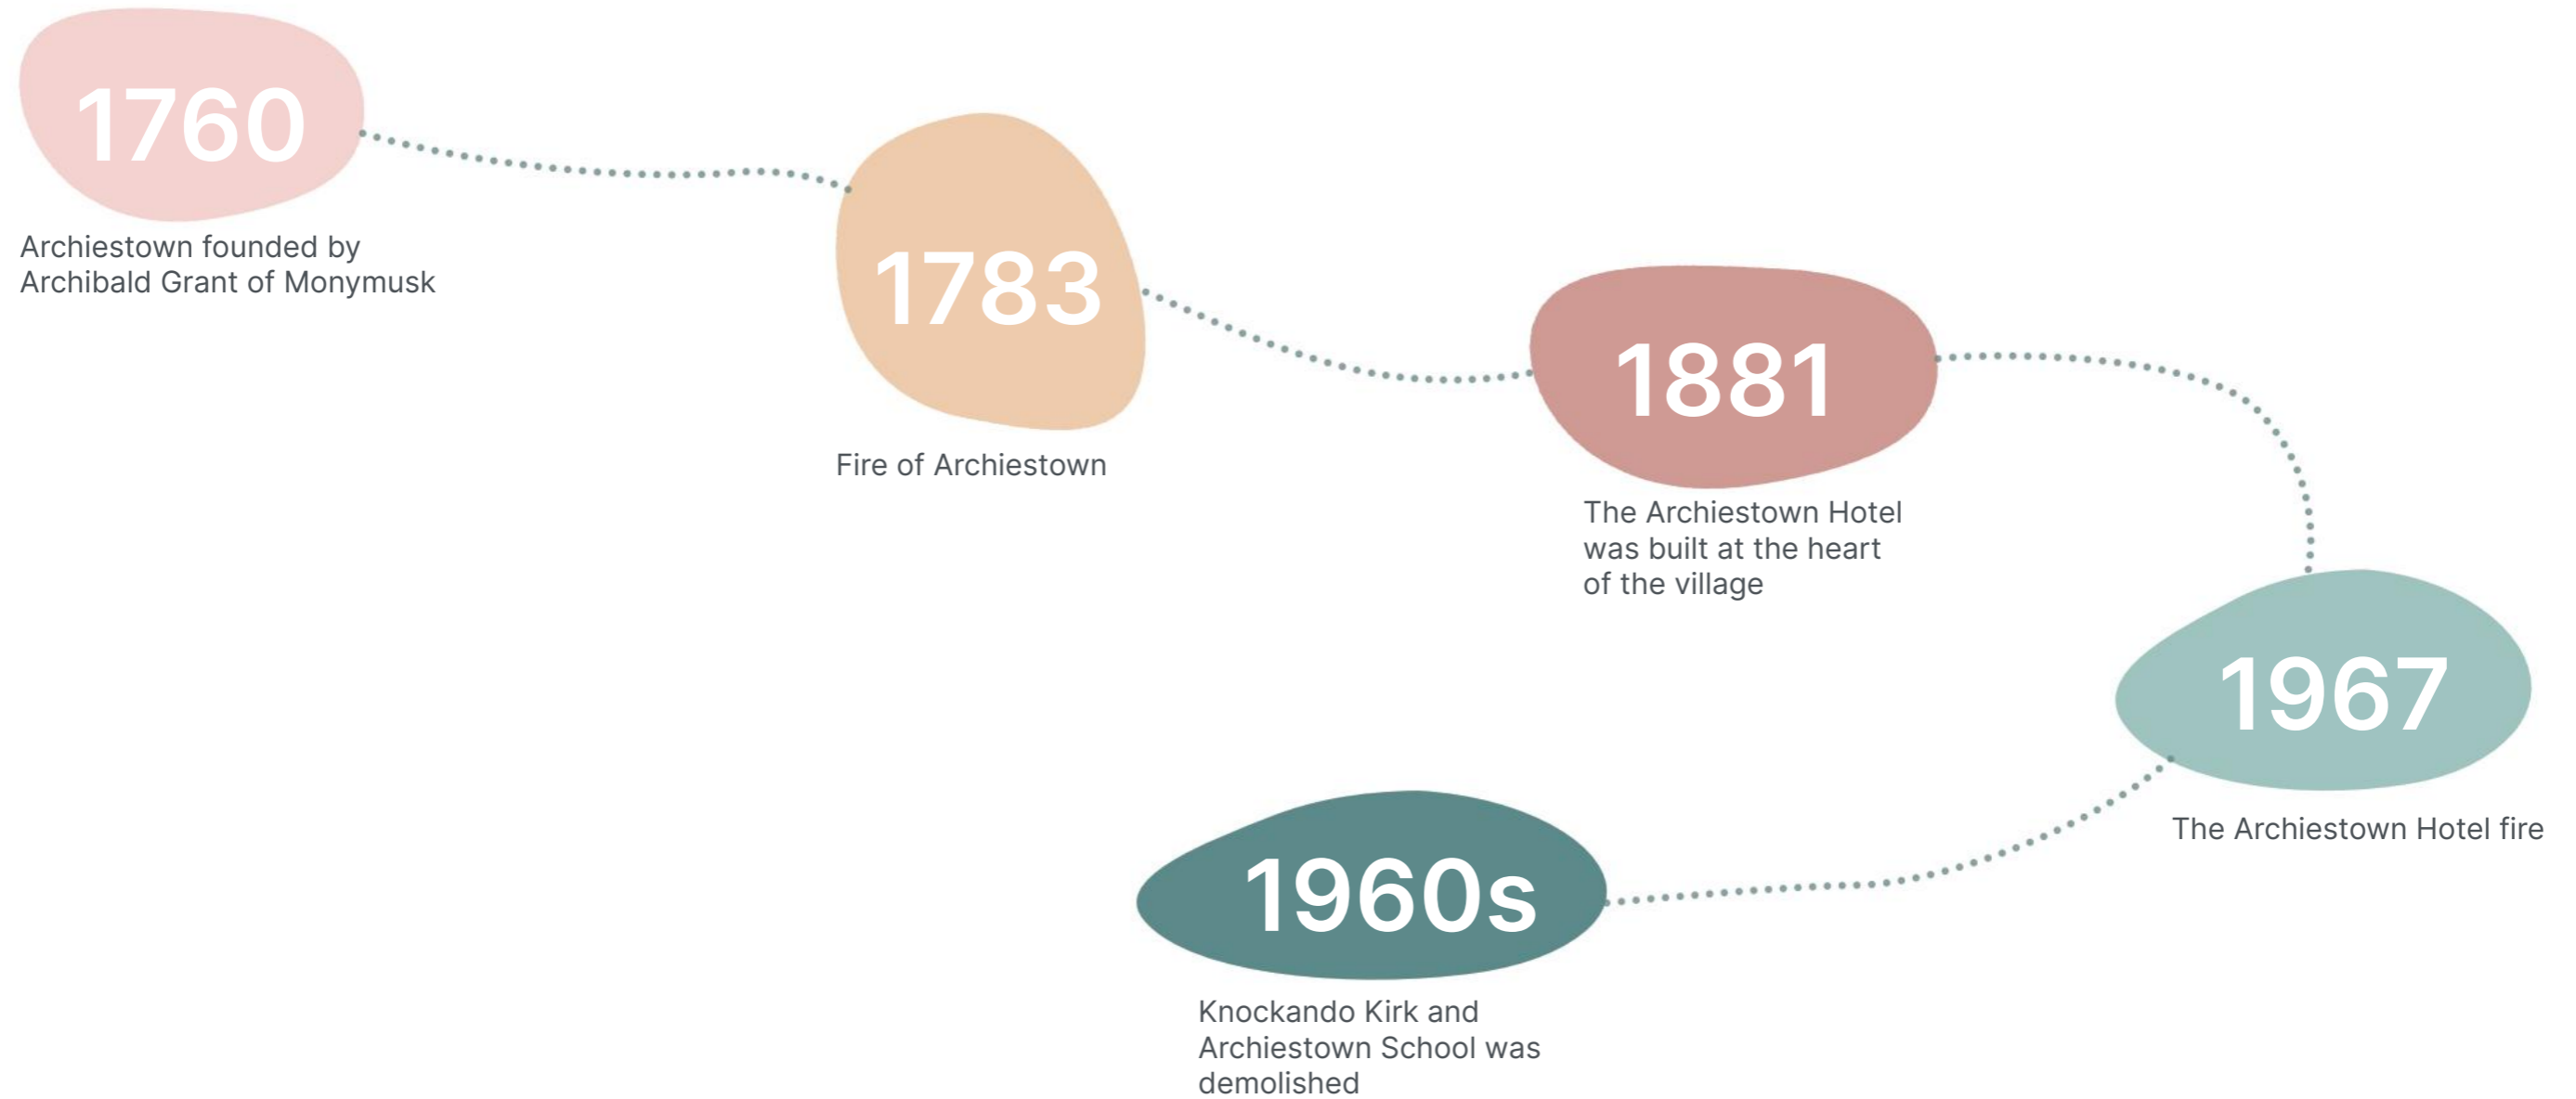 1760
Archiestown founded by
Archibald Grant of Monymusk
1783
Fire of Archiestown
1881
The Archiestown Hotel
was built at the heart
of the village
1967
The Archiestown Hotel fire
1960s
Knockando Kirk and
Archiestown School was
demolished